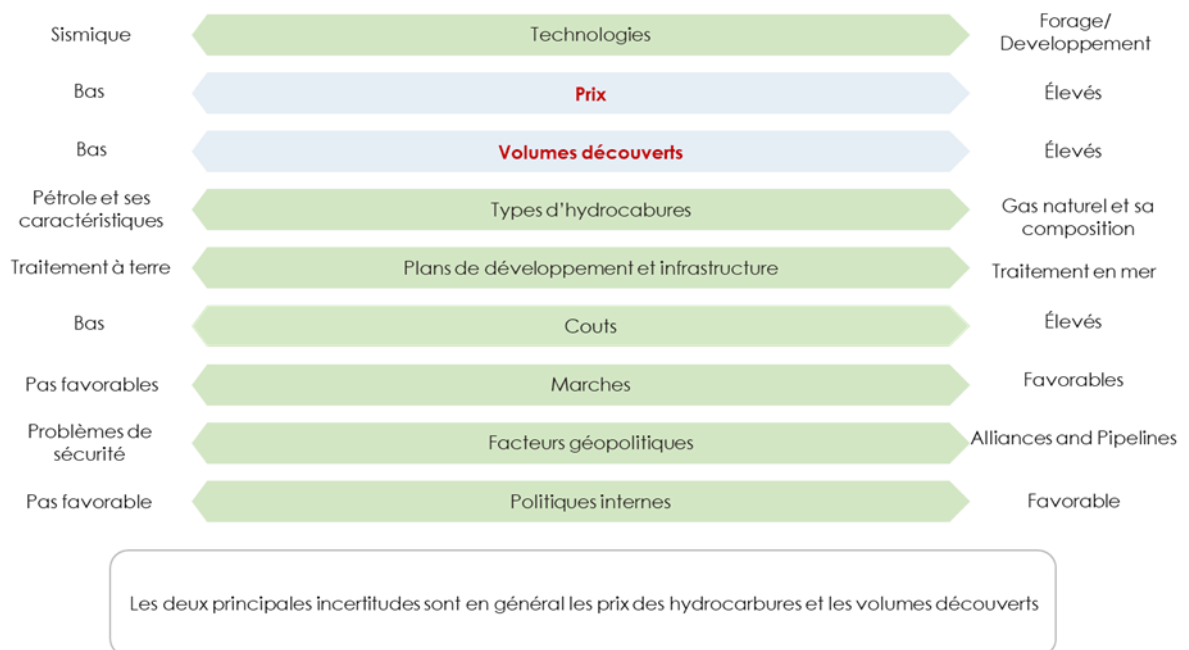 Sismique
Technologies
Forage/
Developpement
Bas
Prix
Élevés
Bas
Volumes découverts
Élevés
Pétrole et ses
caractéristiques
Types d’hydrocabures
Gas naturel et sa
composition
Traitement à terre
Plans de développement et infrastructure
Traitement en mer
Bas
Couts
Élevés
Pas favorables
Marches
Favorables
Problèmes de
sécurité
Facteurs géopolitiques
Alliances and Pipelines
Pas favorable
Politiques internes
Favorable
Les deux principales incertitudes sont en général les prix des hydrocarbures et les volumes découverts